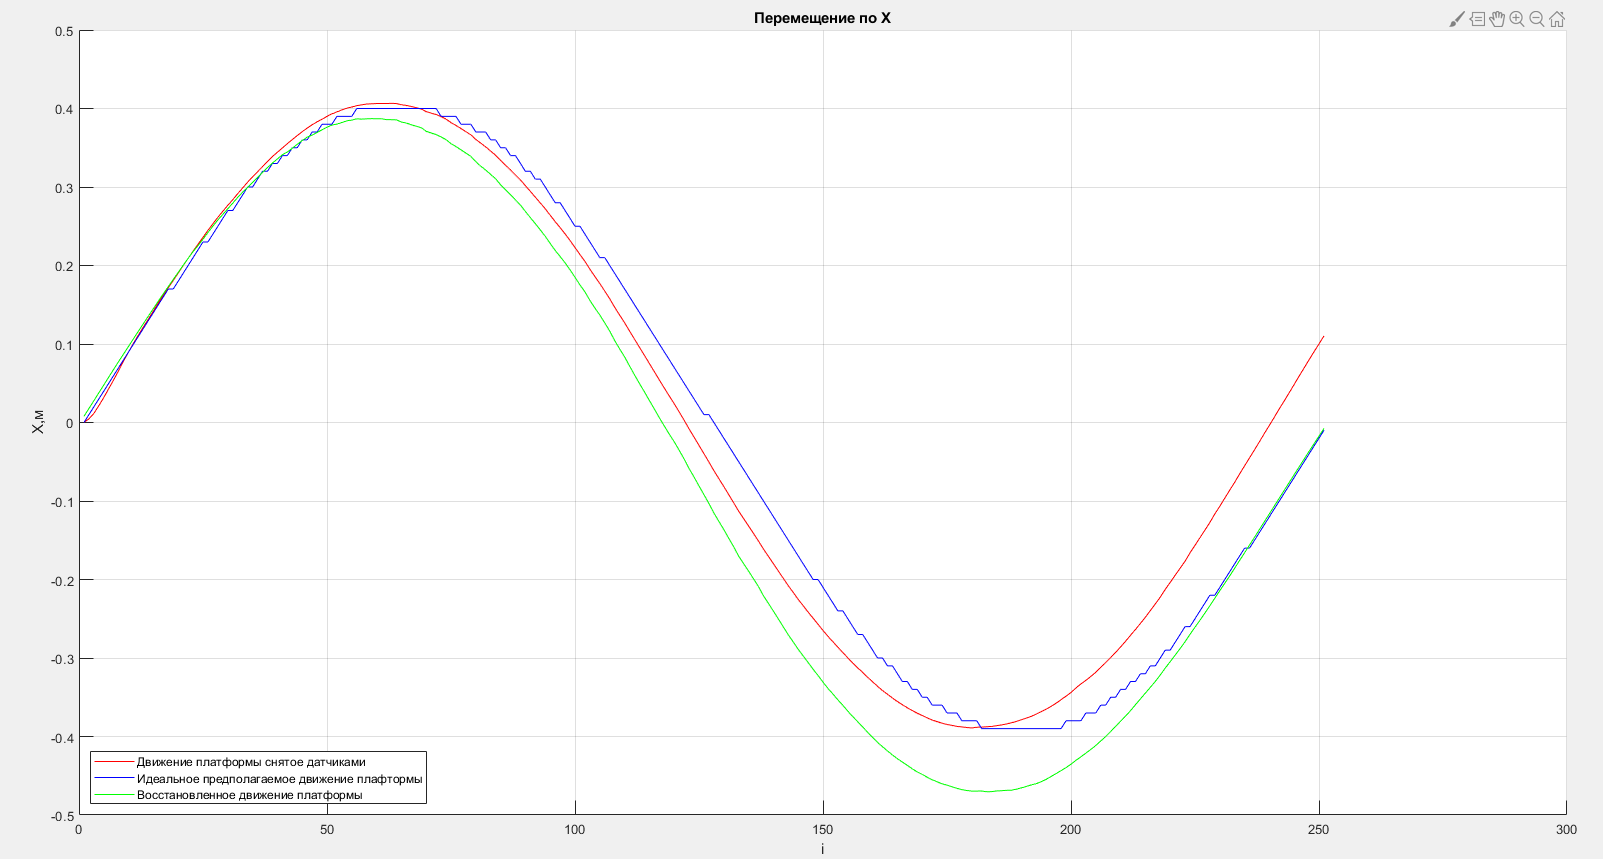 Перемещение по X
0.5
0.4
0.3
0.2
0.1
0
-0.1
-0.2
-0.3
-0.4
-0.5
X,м
Движение платформы снятое датчиками
Идеальное предполагаемое движение плафтормы
Восстановленное движение платформы
0 50 100 150 200 250 300
i